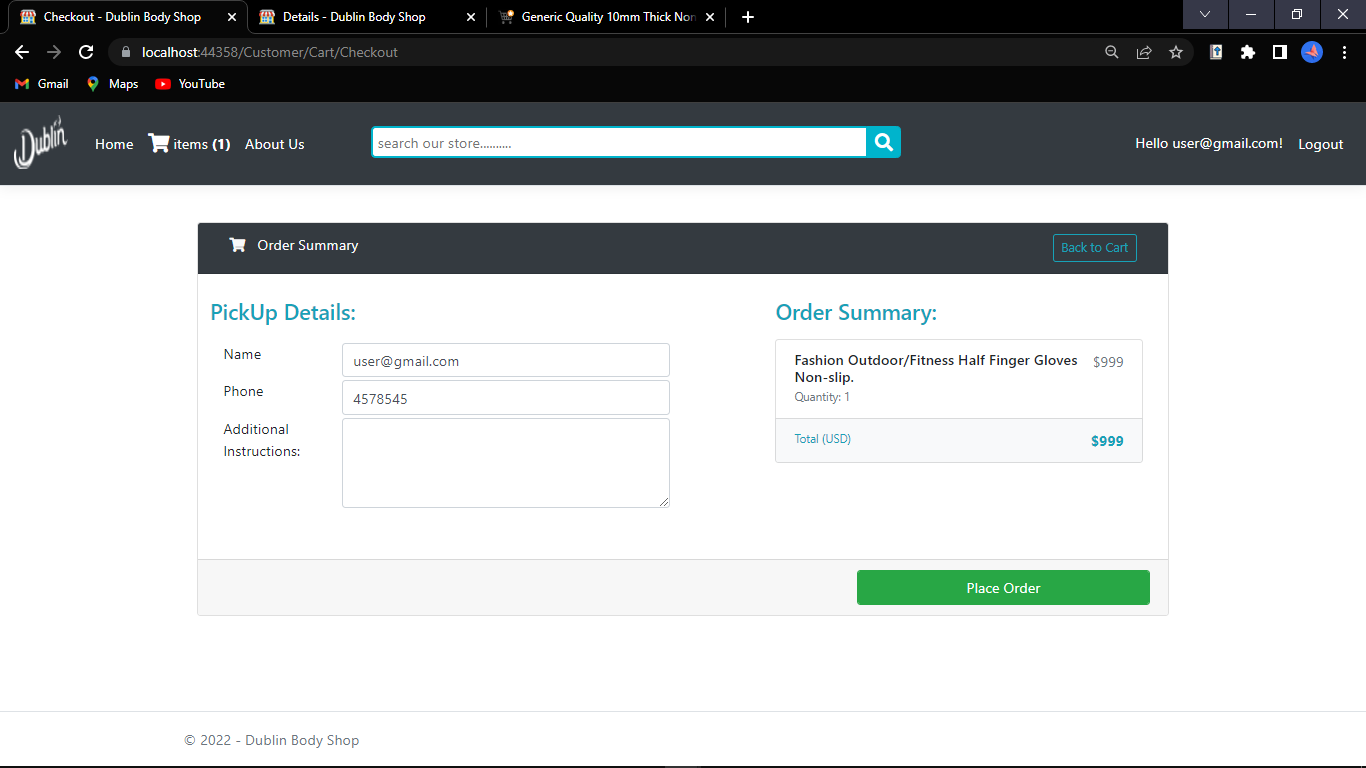 Checkout - Dublin Body Shop
Details - Dublin Body Shop
Generic Quality 10mm Thick Non
localhost:44358/Customer/Cart/Checkout
Gmail
Maps
YouTube
Dublin
Home
items (1)
About Us
search our store..........
Hello user@gmail.com!
Logout
Order Summary
Back to Cart
PickUp Details:
Name
user@gmail.com
Phone
4578545
Additional
Instructions:
Order Summary:
Fashion Outdoor/Fitness Half Finger Gloves
Non-slip.
$999
Quantity: 1
Total (USD)
$999
Place Order
© 2022 - Dublin Body Shop